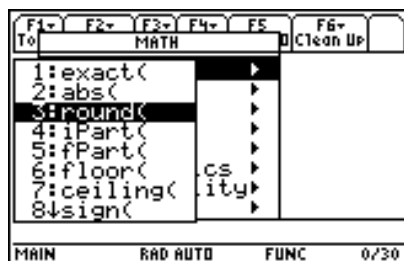 F1▾ F2▾ F3▾ F4▾ F5 F6▾
To D Clean Up
MATH
1:exact(
2:abs(
3:round(
4:iPart(
5:fPart(
6:floor( .cs
7:ceiling( .ity▸
8↓sign(
MAIN RAD AUTO FUNC 0/30